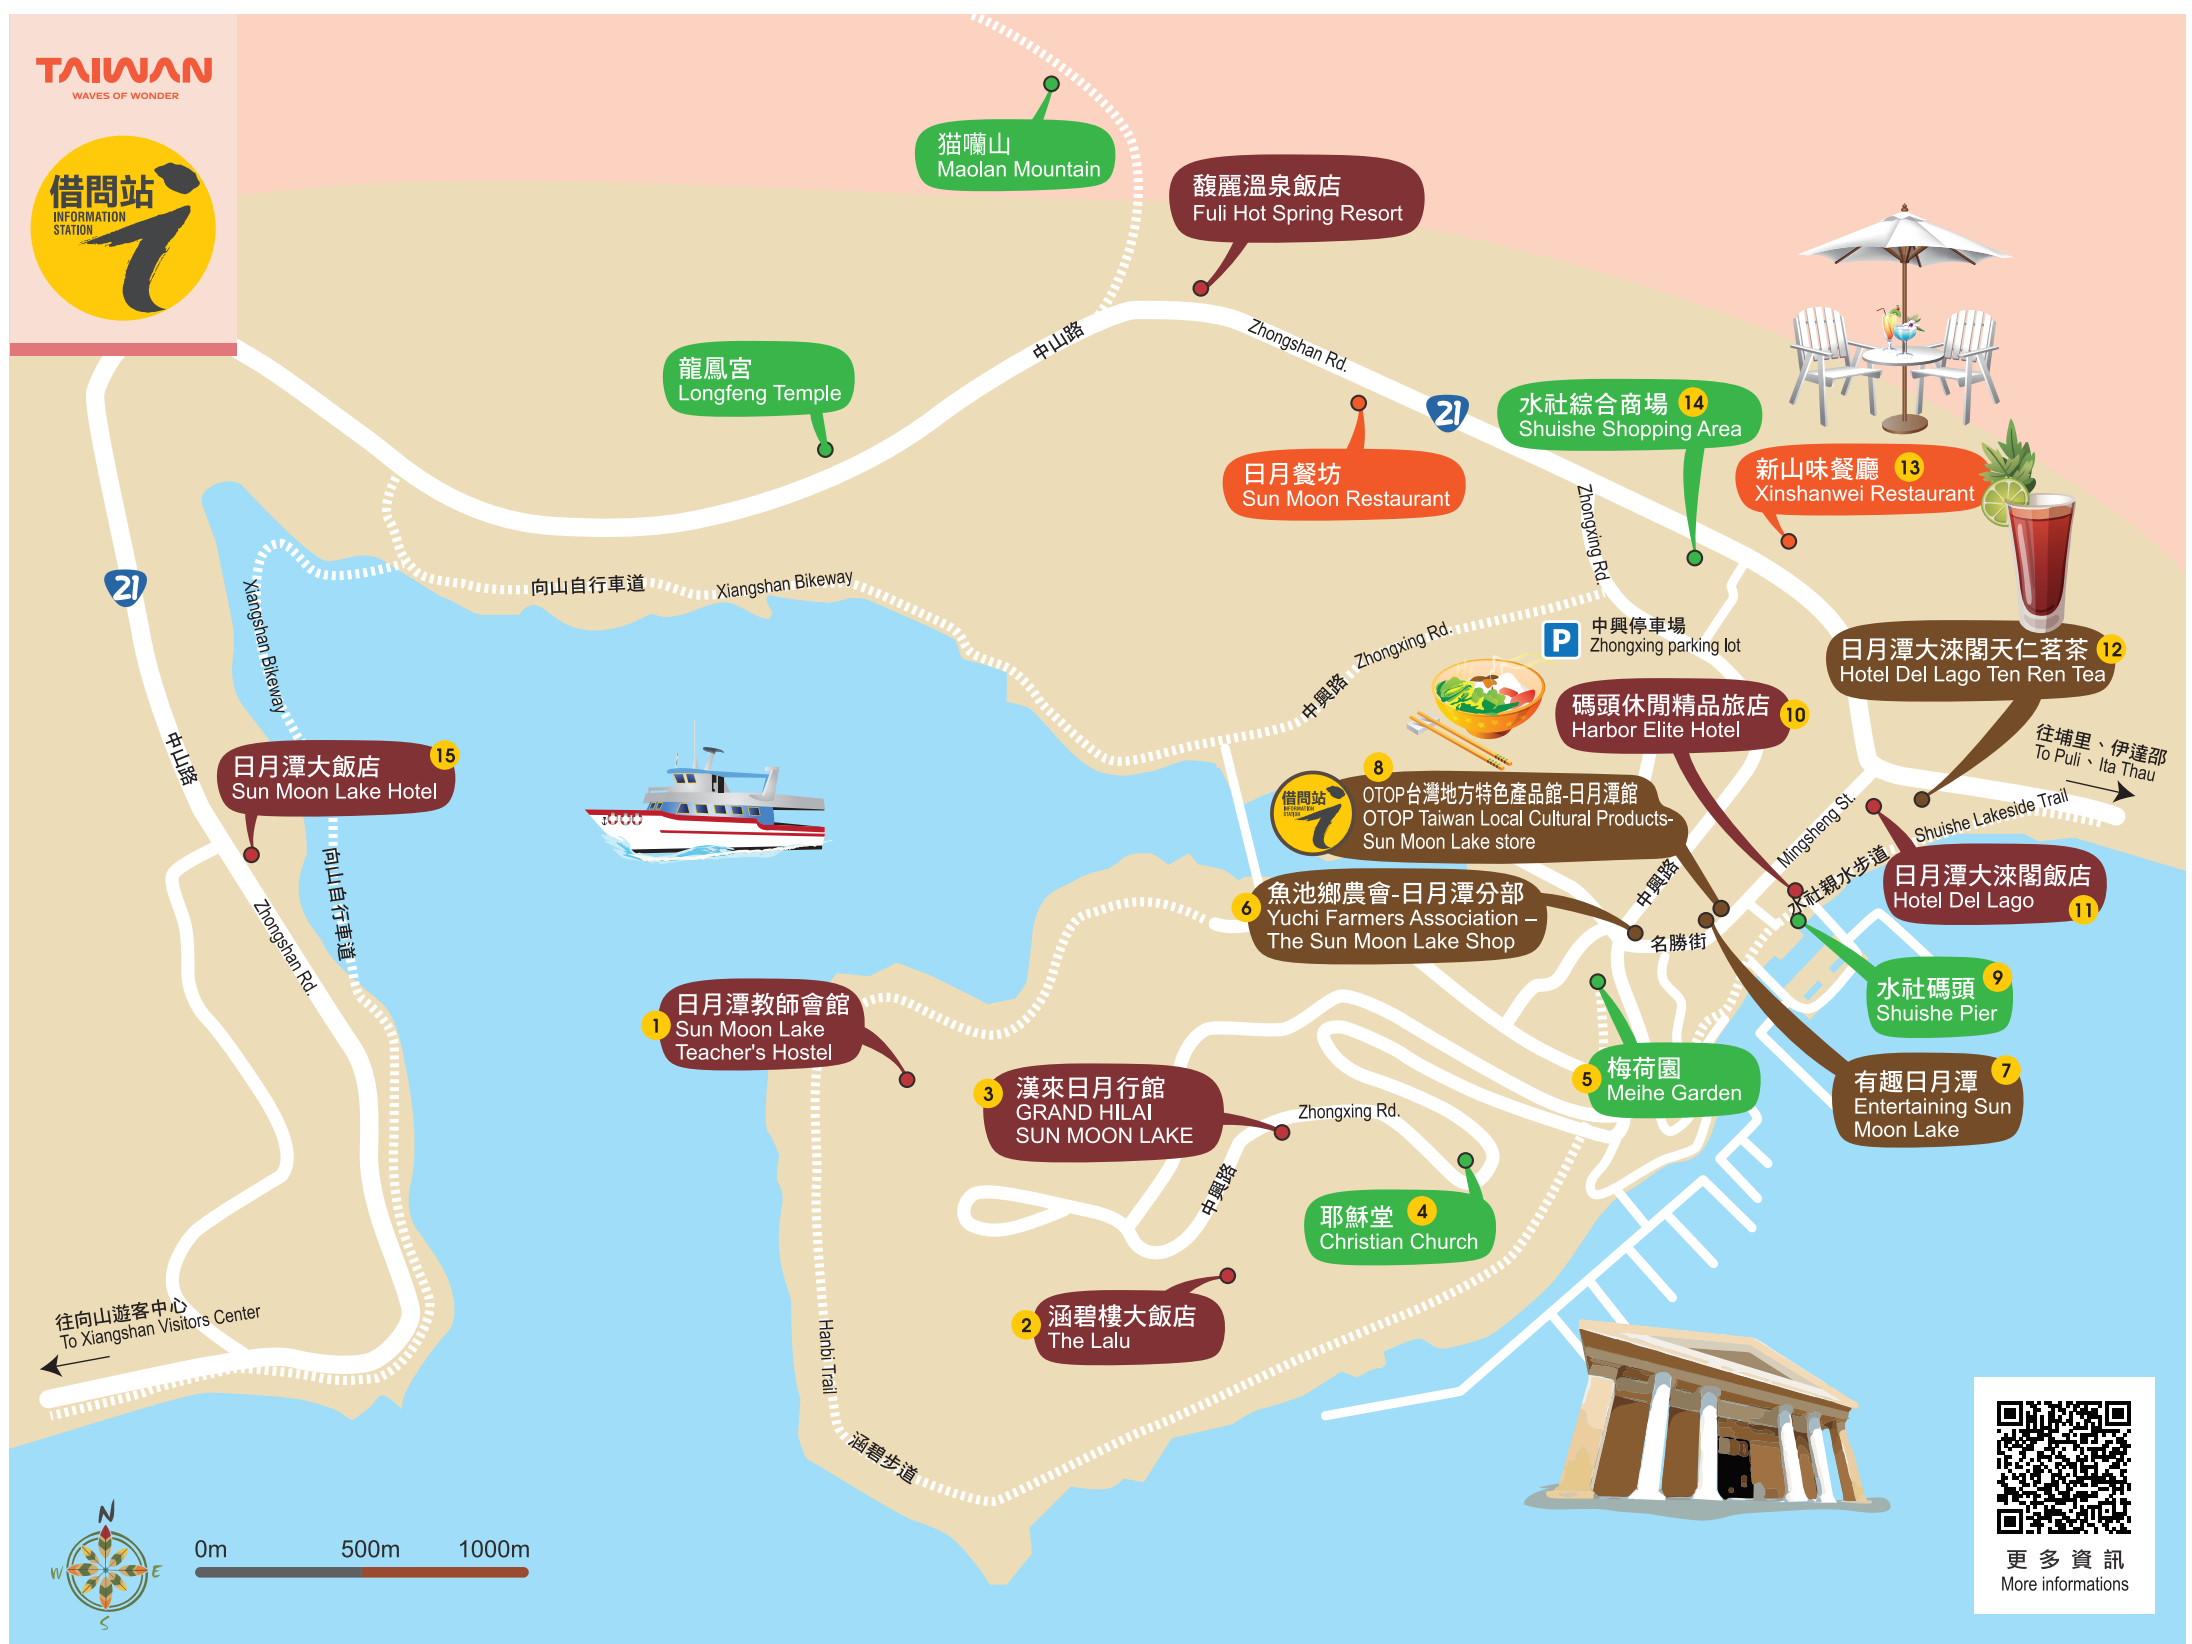 TAIWAN
WAVES OF WONDER
借問站
INFORMATION
STATION
猫囒山
Maolan Mountain
馥麗溫泉飯店
Fuli Hot Spring Resort
中山路
Zhongshan Rd.
龍鳳宮
Longfeng Temple
21
水社綜合商場 14
Shuishe Shopping Area
日月餐坊
Sun Moon Restaurant
新山味餐廳 13
Xinshanwei Restaurant
Zhongxing Rd.
21
向山自行車道
Xiangshan Bikeway
Xiangshan Bikeway
中興停車場
P
Zhongxing parking lot
Zhongxing Rd.
中興路
日月潭大淶閣天仁茗茶 12
Hotel Del Lago Ten Ren Tea
碼頭休閒精品旅店 10
Harbor Elite Hotel
往埔里、伊達邵
To Puli、Ita Thau
中山路
日月潭大飯店 15
Sun Moon Lake Hotel
8
借問站
INFORMATION
STATION
OTOP台灣地方特色產品館-日月潭館
OTOP Taiwan Local Cultural Products-
Sun Moon Lake store
Mingsheng St.
Shuishe Lakeside Trail
水社親水步道
向山自行車道
中興路
日月潭大淶閣飯店
Hotel Del Lago 11
6 魚池鄉農會-日月潭分部
Yuchi Farmers Association –
The Sun Moon Lake Shop
名勝街
Zhongshan Rd.
水社碼頭 9
Shuishe Pier
1 日月潭教師會館
Sun Moon Lake
Teacher's Hostel
3 漢來日月行館
GRAND HILAI
SUN MOON LAKE
Zhongxing Rd.
5 梅荷園
Meihe Garden
有趣日月潭 7
Entertaining Sun
Moon Lake
中興路
耶穌堂 4
Christian Church
往向山遊客中心
To Xiangshan Visitors Center
2 涵碧樓大飯店
The Lalu
Hanbi Trail
涵碧步道
N
W
E
S
0m 500m 1000m
更多資訊
More informations